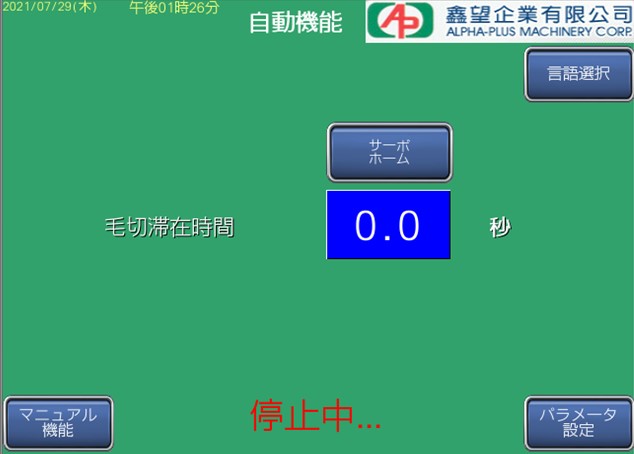 2021/07/29(木) 午後01時26分
自動機能
AP 鑫望企業有限公司
ALPHA-PLUS MACHINERY CORP.
言語選択
サーボ
ホーム
毛切滞在時間 0.0 秒
停止中...
マニュアル
機能
パラメータ
設定